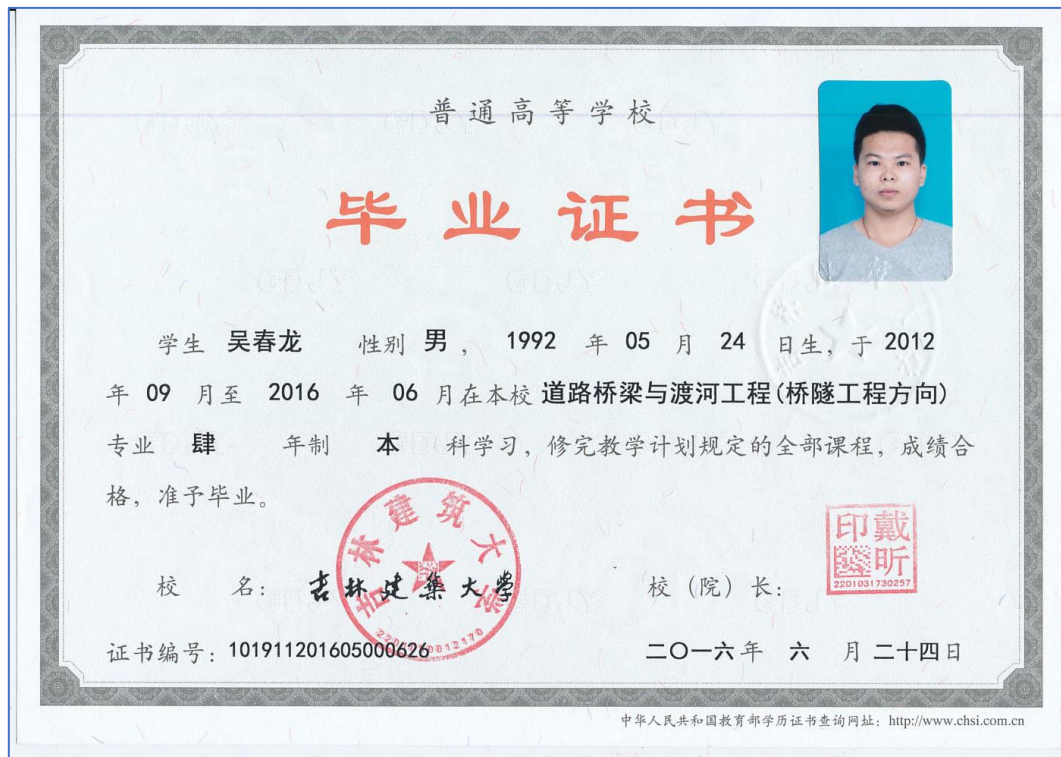 普通高等学校
毕业证书
学生 吴春龙 性别 男 ， 1992 年 05 月 24 日生，于 2012
年 09 月至 2016 年 06 月在本校 道路桥梁与渡河工程(桥隧工程方向)
专业 肆 年制 本 科学习，修完教学计划规定的全部课程，成绩合
格，准予毕业。
吉林建筑大学
印戴昕
2201031730257
校 名： 吉林建筑大学 校（院）长：
证书编号：101911201605000626 二〇一六年 六 月 二十四日
中华人民共和国教育部学历证书查询网址：http://www.chsi.com.cn